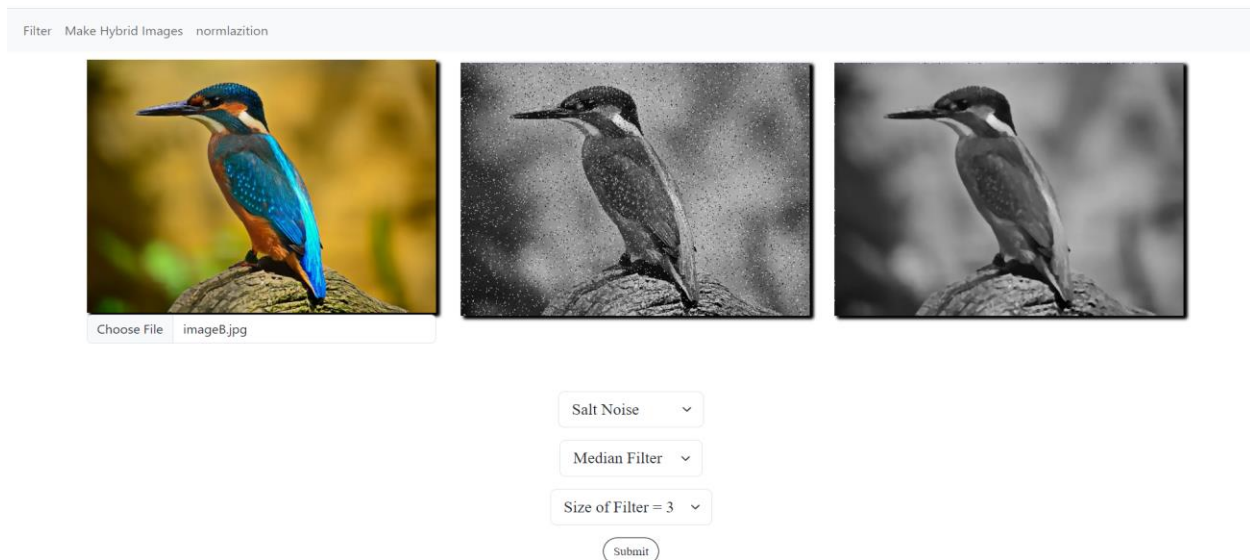 Filter Make Hybrid Images normlazition
Choose File imageB.jpg
Salt Noise
Median Filter
Size of Filter = 3
Submit